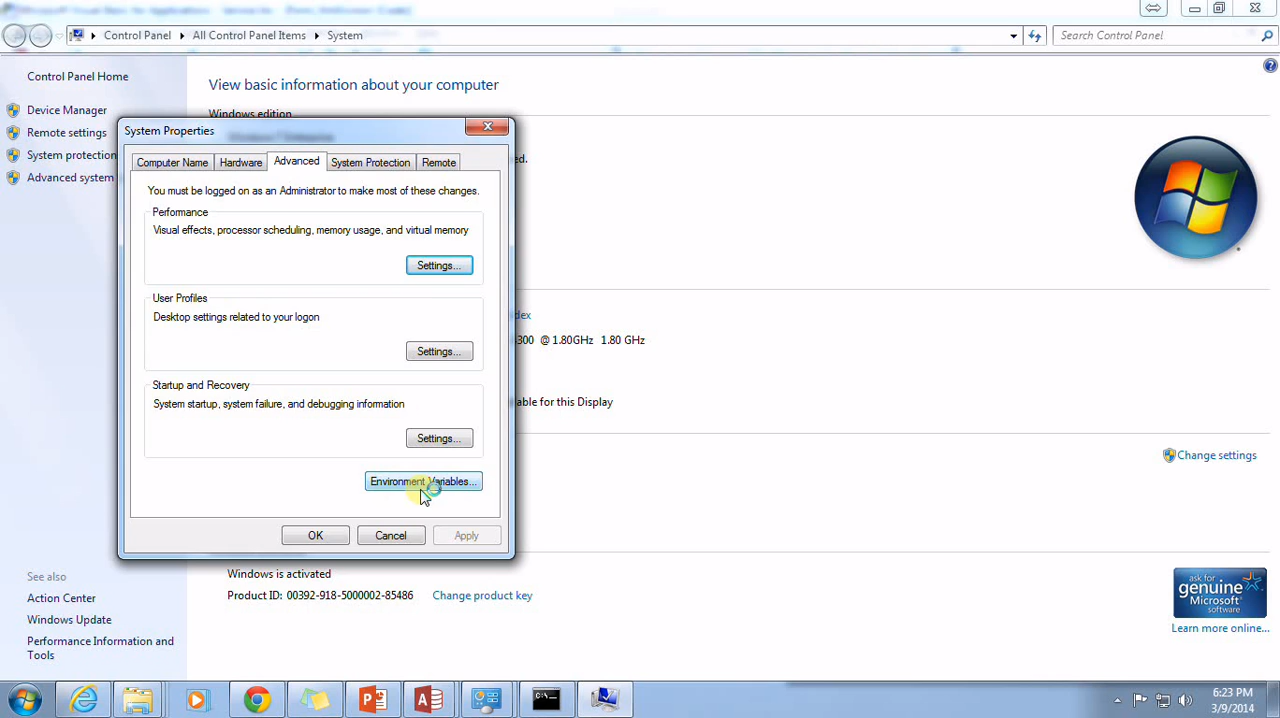 Control Panel
All Control Panel Items
System
Search Control Panel
Control Panel Home
Device Manager
Remote settings
System protection
Advanced system
View basic information about your computer
Windows edition
System Properties
Computer Name
Hardware
Advanced
System Protection
Remote
You must be logged on as an Administrator to make most of these changes.
Performance
Visual effects, processor scheduling, memory usage, and virtual memory
Settings...
User Profiles
Desktop settings related to your logon
Settings...
Startup and Recovery
System startup, system failure, and debugging information
Settings...
Environment Variables...
OK
Cancel
Apply
ed.
dex
300 @ 1.80GHz 1.80 GHz
able for this Display
Change settings
Windows is activated
Product ID: 00392-918-5000002-85486
Change product key
See also
Action Center
Windows Update
Performance Information and
Tools
ask for
genuine
Microsoft
software
Learn more online...
6:23 PM
3/9/2014